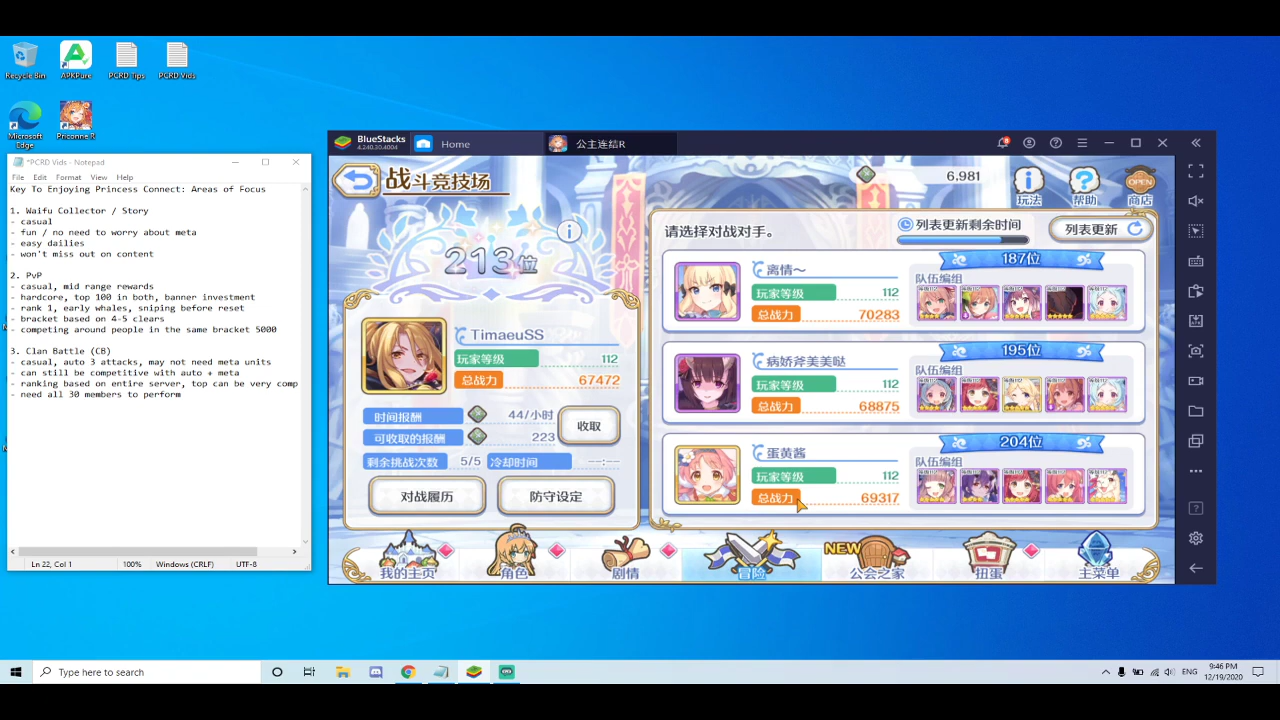 Recycle Bin
APKPure
PCRD Tips
PCRD Vids
Microsoft Edge
Priconne R
*PCRD Vids - Notepad
File Edit Format View Help
Key To Enjoying Princess Connect: Areas of Focus
1. Waifu Collector / Story
- casual
- fun / no need to worry about meta
- easy dailies
- won't miss out on content
2. PvP
- casual, mid range rewards
- hardcore, top 100 in both, banner investment
- rank 1, early whales, sniping before reset
- bracket based on 4-5 clears
- competing around people in the same bracket 5000
3. Clan Battle (CB)
- casual, auto 3 attacks, may not need meta units
- can still be competitive with auto + meta
- ranking based on entire server, top can be very comp
- need all 30 members to perform
Ln 22, Col 1 100% Windows (CRLF) UTF-8
BlueStacks
4.240.30.4004
Home
公主连结R
战斗竞技场
6,981
玩法
帮助
OPEN
商店
213位
TimaeuSS
玩家等级 112
总战力 67472
时间报酬 44/小时
可收取的报酬 223
收取
剩余挑战次数 5/5 冷却时间 --:--
对战履历
防守设定
请选择对战对手。
列表更新剩余时间
列表更新
187位
离情～
玩家等级 112
总战力 70283
队伍编组
195位
病娇斧美美哒
玩家等级 112
总战力 68875
队伍编组
204位
蛋黄酱
玩家等级 112
总战力 69317
队伍编组
我的主页
角色
剧情
冒险
NEW
公会之家
扭蛋
主菜单
Type here to search
ENG
9:46 PM
12/19/2020